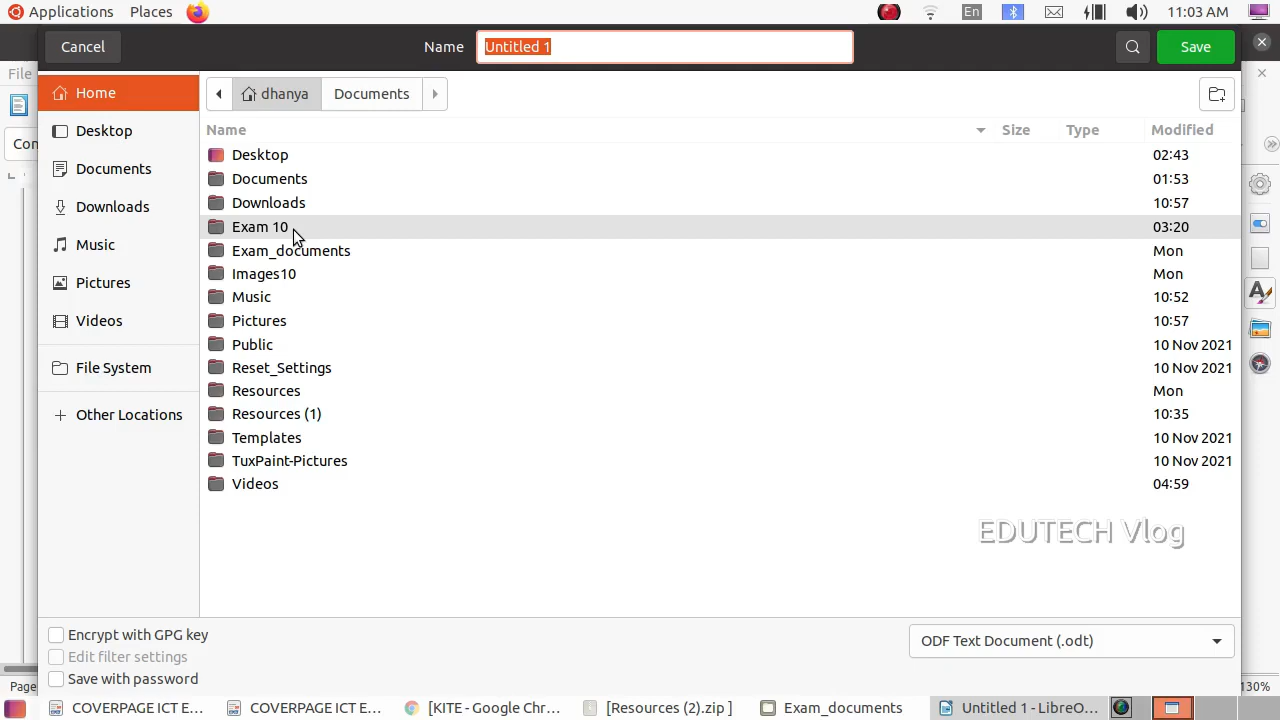 Applications Places En 11:03 AM
Cancel Name Untitled 1 Save
File
Home dhanya Documents
Name Size Type Modified
Con
Desktop
Documents
Downloads
Music
Pictures
Videos
File System
Other Locations
Desktop 02:43
Documents 01:53
Downloads 10:57
Exam 10 03:20
Exam_documents Mon
Images10 Mon
Music 10:52
Pictures 10:57
Public 10 Nov 2021
Reset_Settings 10 Nov 2021
Resources Mon
Resources (1) 10:35
Templates 10 Nov 2021
TuxPaint-Pictures 10 Nov 2021
Videos 04:59
EDUTECH Vlog
Encrypt with GPG key
Edit filter settings
Save with password
ODF Text Document (.odt)
Page 130%
COVERPAGE ICT E... COVERPAGE ICT E... [KITE - Google Chr... [Resources (2).zip ] Exam_documents Untitled 1 - LibreO...